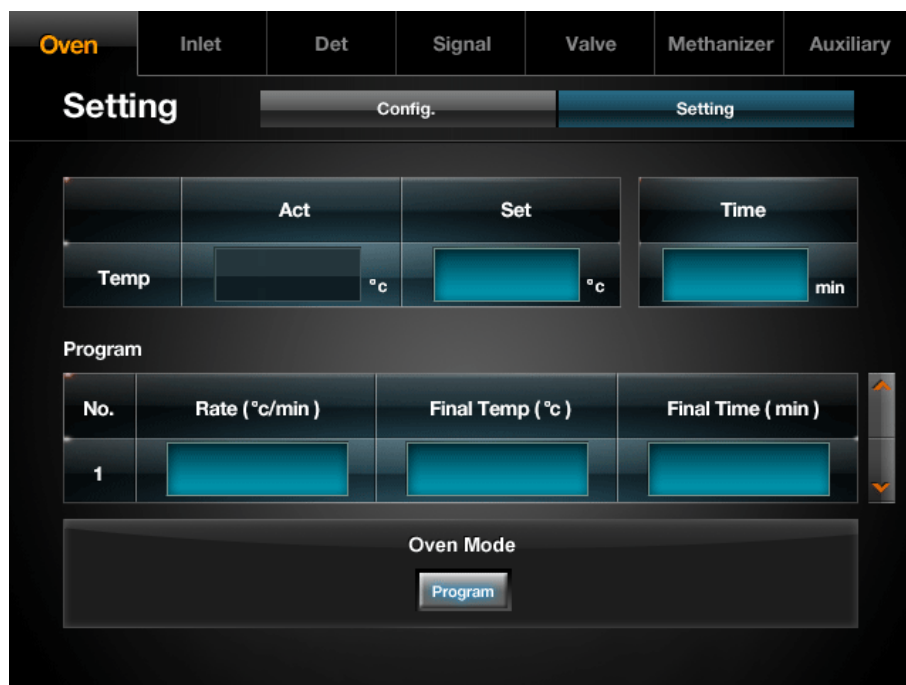 Oven Inlet Det Signal Valve Methanizer Auxiliary
Setting Config. Setting
Act Set Time
Temp °c °c min
Program
No. Rate ( °c/min ) Final Temp ( °c ) Final Time ( min )
1
Oven Mode
Program